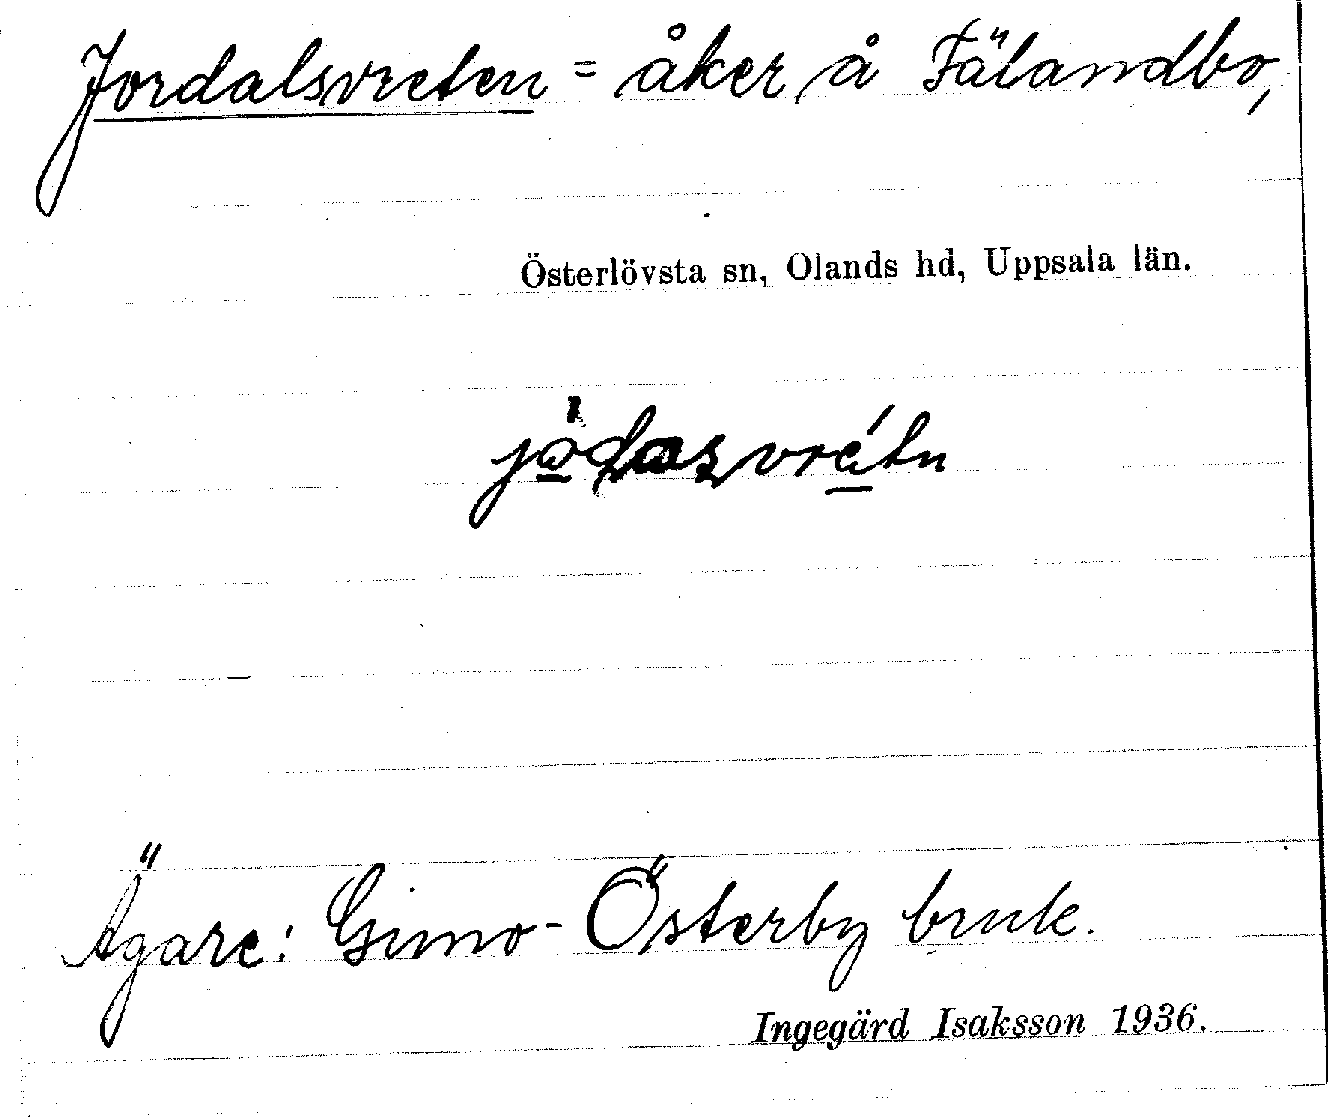 Jordalsvreten = åker å Fälandbo,
Österlövsta sn, Olands hd, Uppsala län.
Ägare: Gimo-Österby bruk.
Ingegärd Isaksson 1936.